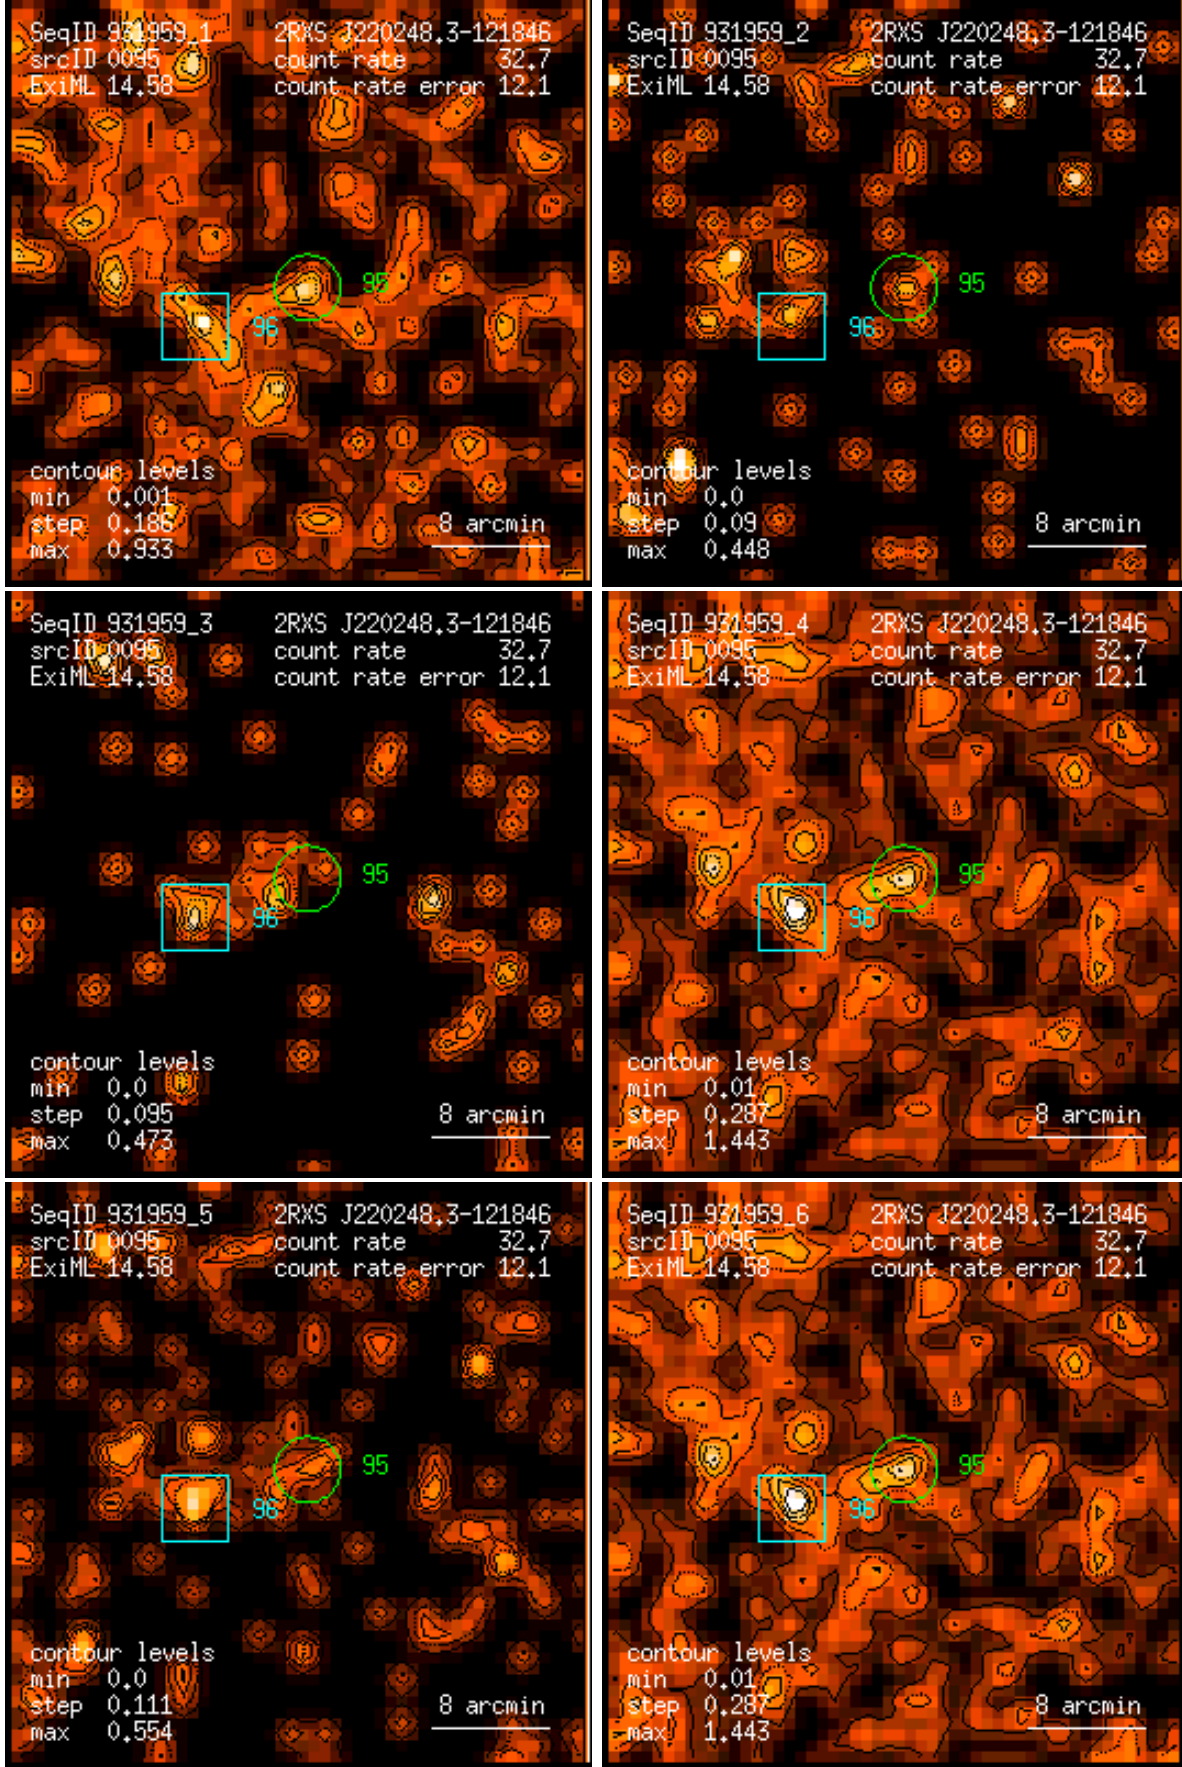 SeqID 931959_1 2RXS J220248.3-121846
srcID 0095 count rate 32.7
ExiML 14.58 count rate error 12.1
95
96
contour levels
min 0.001
step 0.186
max 0.933
8 arcmin
SeqID 931959_2 2RXS J220248.3-121846
srcID 0095 count rate 32.7
ExiML 14.58 count rate error 12.1
95
96
contour levels
min 0.0
step 0.09
max 0.448
8 arcmin
SeqID 931959_3 2RXS J220248.3-121846
srcID 0095 count rate 32.7
ExiML 14.58 count rate error 12.1
95
96
contour levels
min 0.0
step 0.095
max 0.473
8 arcmin
SeqID 931959_4 2RXS J220248.3-121846
srcID 0095 count rate 32.7
ExiML 14.58 count rate error 12.1
95
96
contour levels
min 0.01
step 0.287
max 1.443
8 arcmin
SeqID 931959_5 2RXS J220248.3-121846
srcID 0095 count rate 32.7
ExiML 14.58 count rate error 12.1
95
96
contour levels
min 0.0
step 0.111
max 0.554
8 arcmin
SeqID 931959_6 2RXS J220248.3-121846
srcID 0095 count rate 32.7
ExiML 14.58 count rate error 12.1
95
96
contour levels
min 0.01
step 0.287
max 1.443
8 arcmin